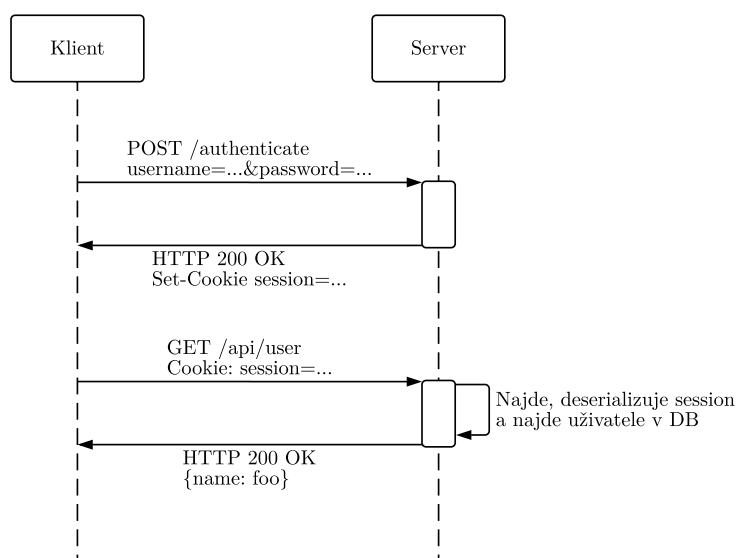 Klient
Server
POST /authenticate
username=...&password=...
HTTP 200 OK
Set-Cookie session=...
GET /api/user
Cookie: session=...
Najde, deserializuje session
a najde uživatele v DB
HTTP 200 OK
{name: foo}